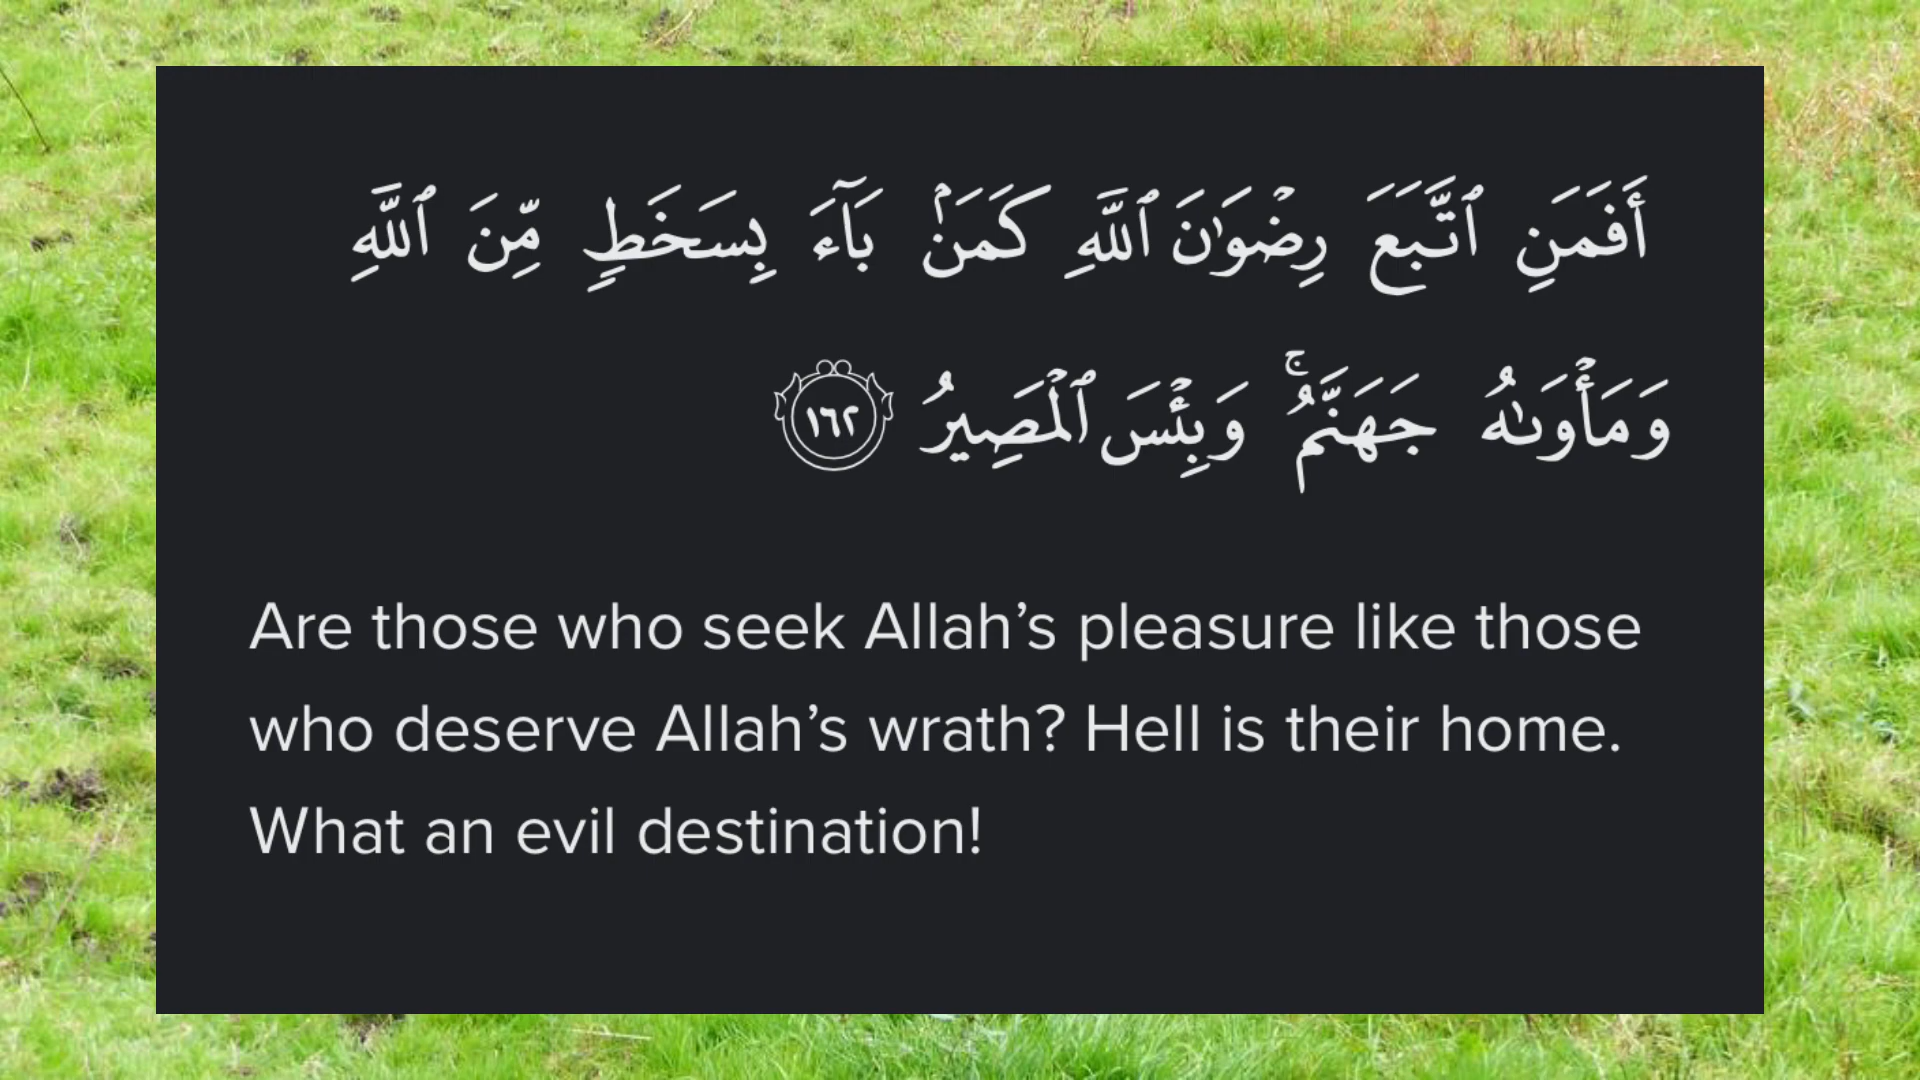 أَفَمَنِ ٱتَّبَعَ رِضْوَٰنَ ٱللَّهِ كَمَنۢ بَآءَ بِسَخَطٍ مِّنَ ٱللَّهِ
وَمَأْوَىٰهُ جَهَنَّمُ ۚ وَبِئْسَ ٱلْمَصِيرُ ١٦٢
Are those who seek Allah’s pleasure like those
who deserve Allah’s wrath? Hell is their home.
What an evil destination!